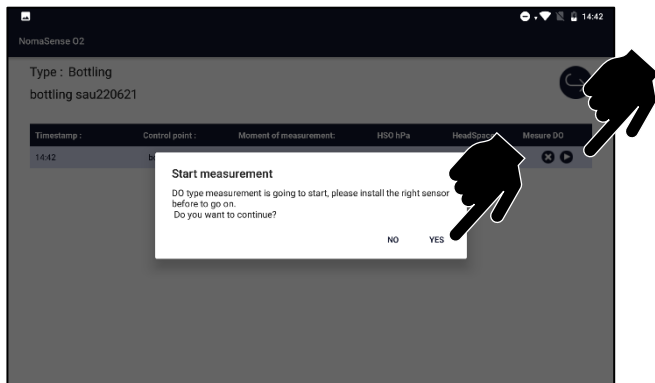 14:42
NomaSense O2
Type : Bottling
bottling sau220621
Timestamp : Control point : Moment of measurement: HSO hPa HeadSpace Mesure DO
14:42
Start measurement
DO type measurement is going to start, please install the right sensor
before to go on.
Do you want to continue?
NO YES